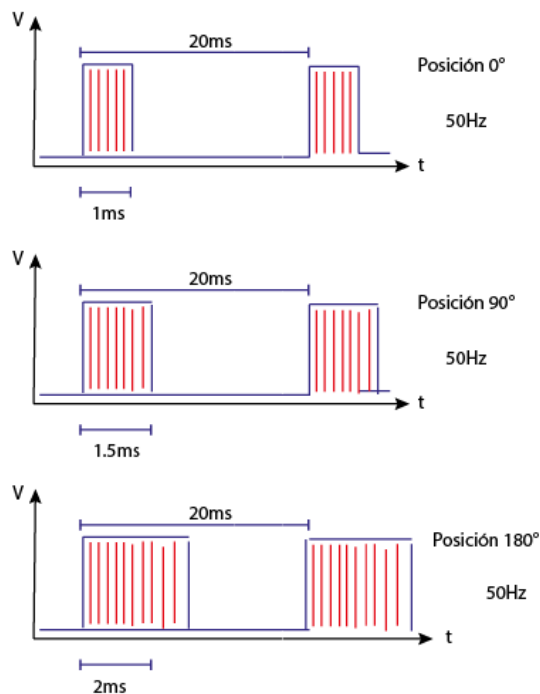 V
20ms
Posición 0°
50Hz
t
1ms
V
20ms
Posición 90°
50Hz
t
1.5ms
V
20ms
Posición 180°
50Hz
t
2ms